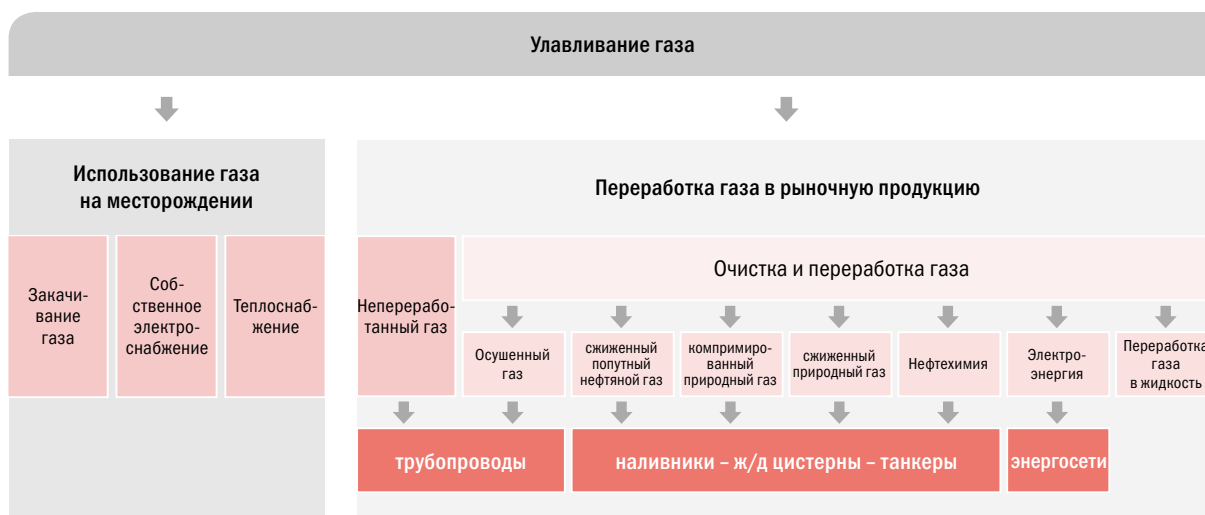 Улавливание газа
Использование газа
на месторождении
Переработка газа в рыночную продукцию
Закачи-
вание
газа
Соб-
ственное
электро-
снабжение
Теплоснаб-
жение
Непереработ-
танный газ
Очистка и переработка газа
Осушенный
газ
сжиженный
попутный
нефтяной газ
компримиро-
ванный
природный газ
сжиженный
природный газ
Нефтехимия
Электро-
энергия
Переработка
газа
в жидкость
трубопроводы
наливники – ж/д цистерны – танкеры
энергосети